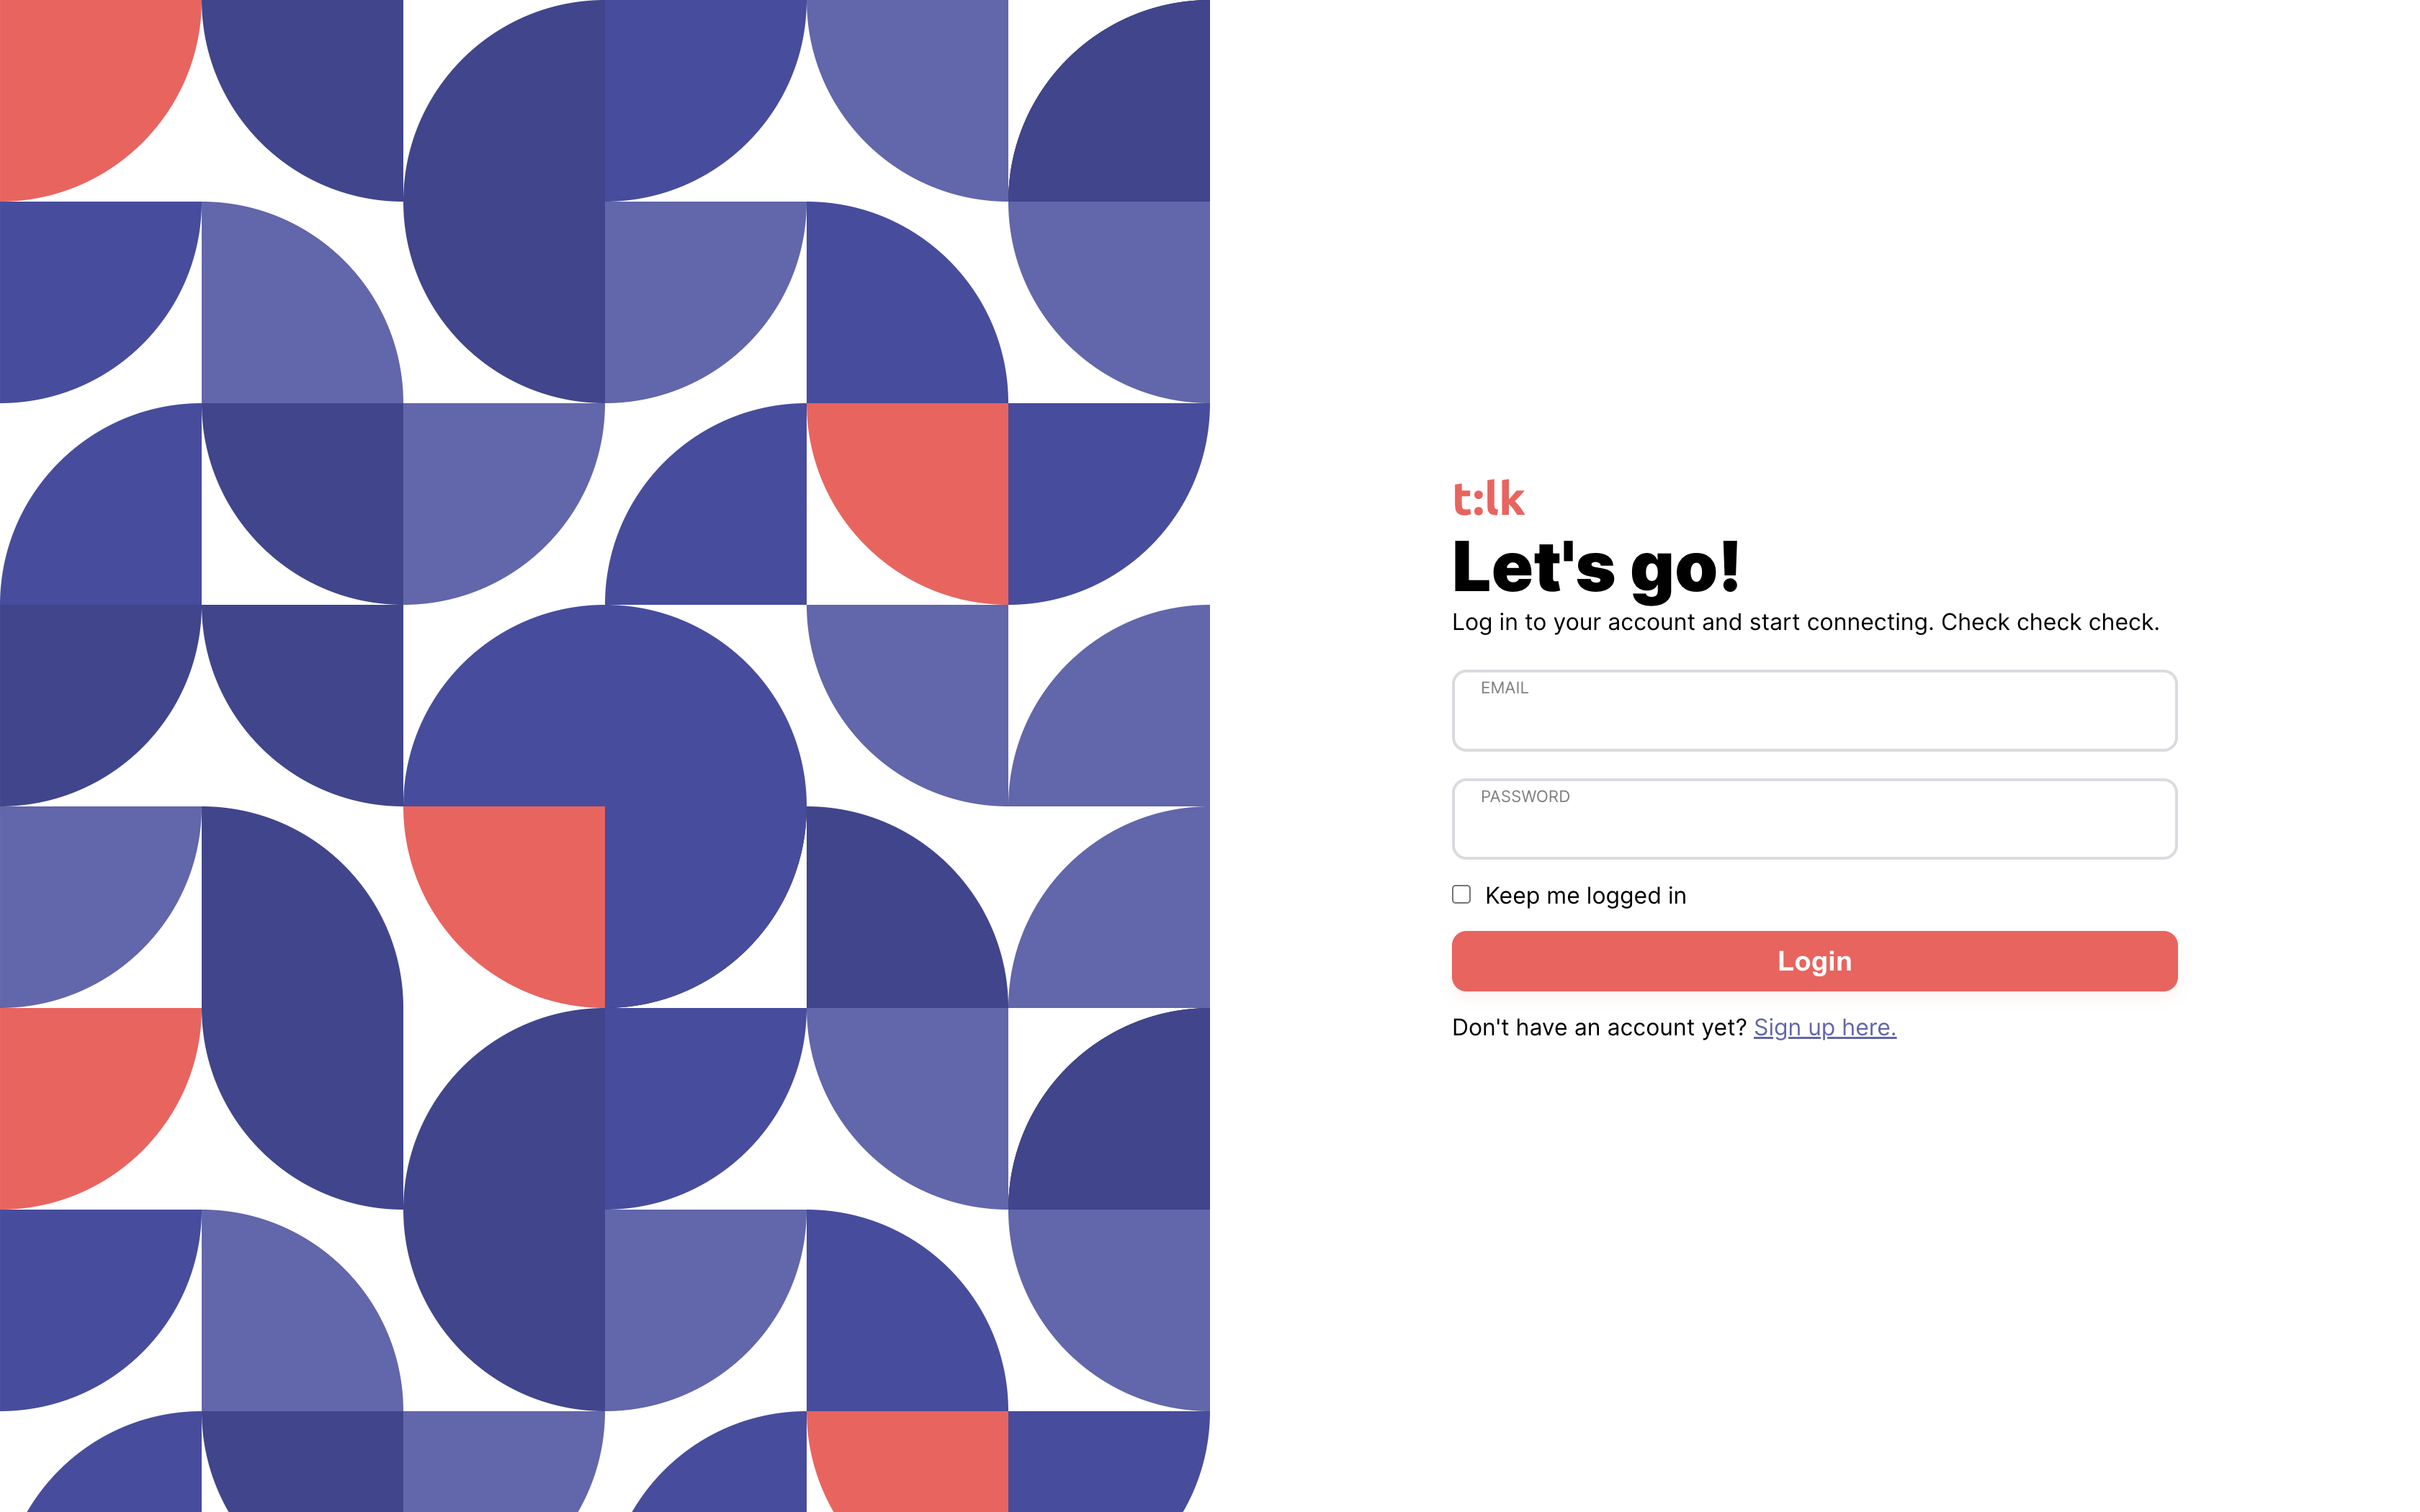 t:lk
Let's go!
Log in to your account and start connecting. Check check check.
EMAIL
PASSWORD
Keep me logged in
Login
Don't have an account yet? Sign up here.